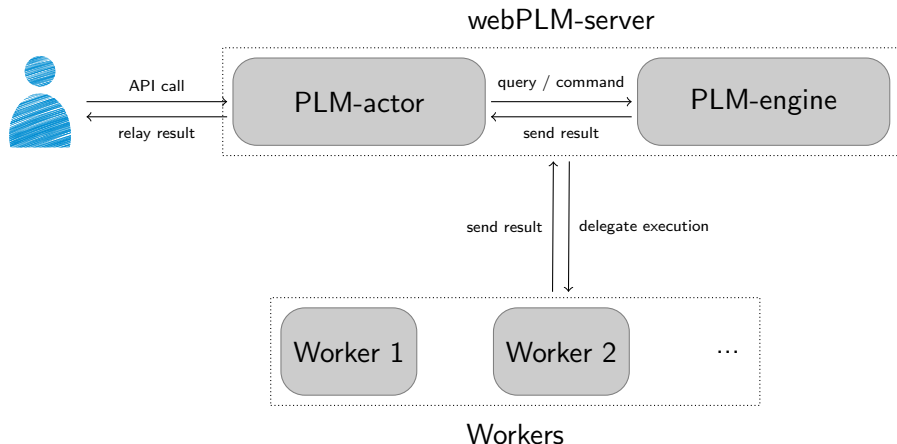 webPLM-server
API call
relay result
PLM-actor
query / command
send result
PLM-engine
send result
delegate execution
Worker 1
Worker 2
...
Workers